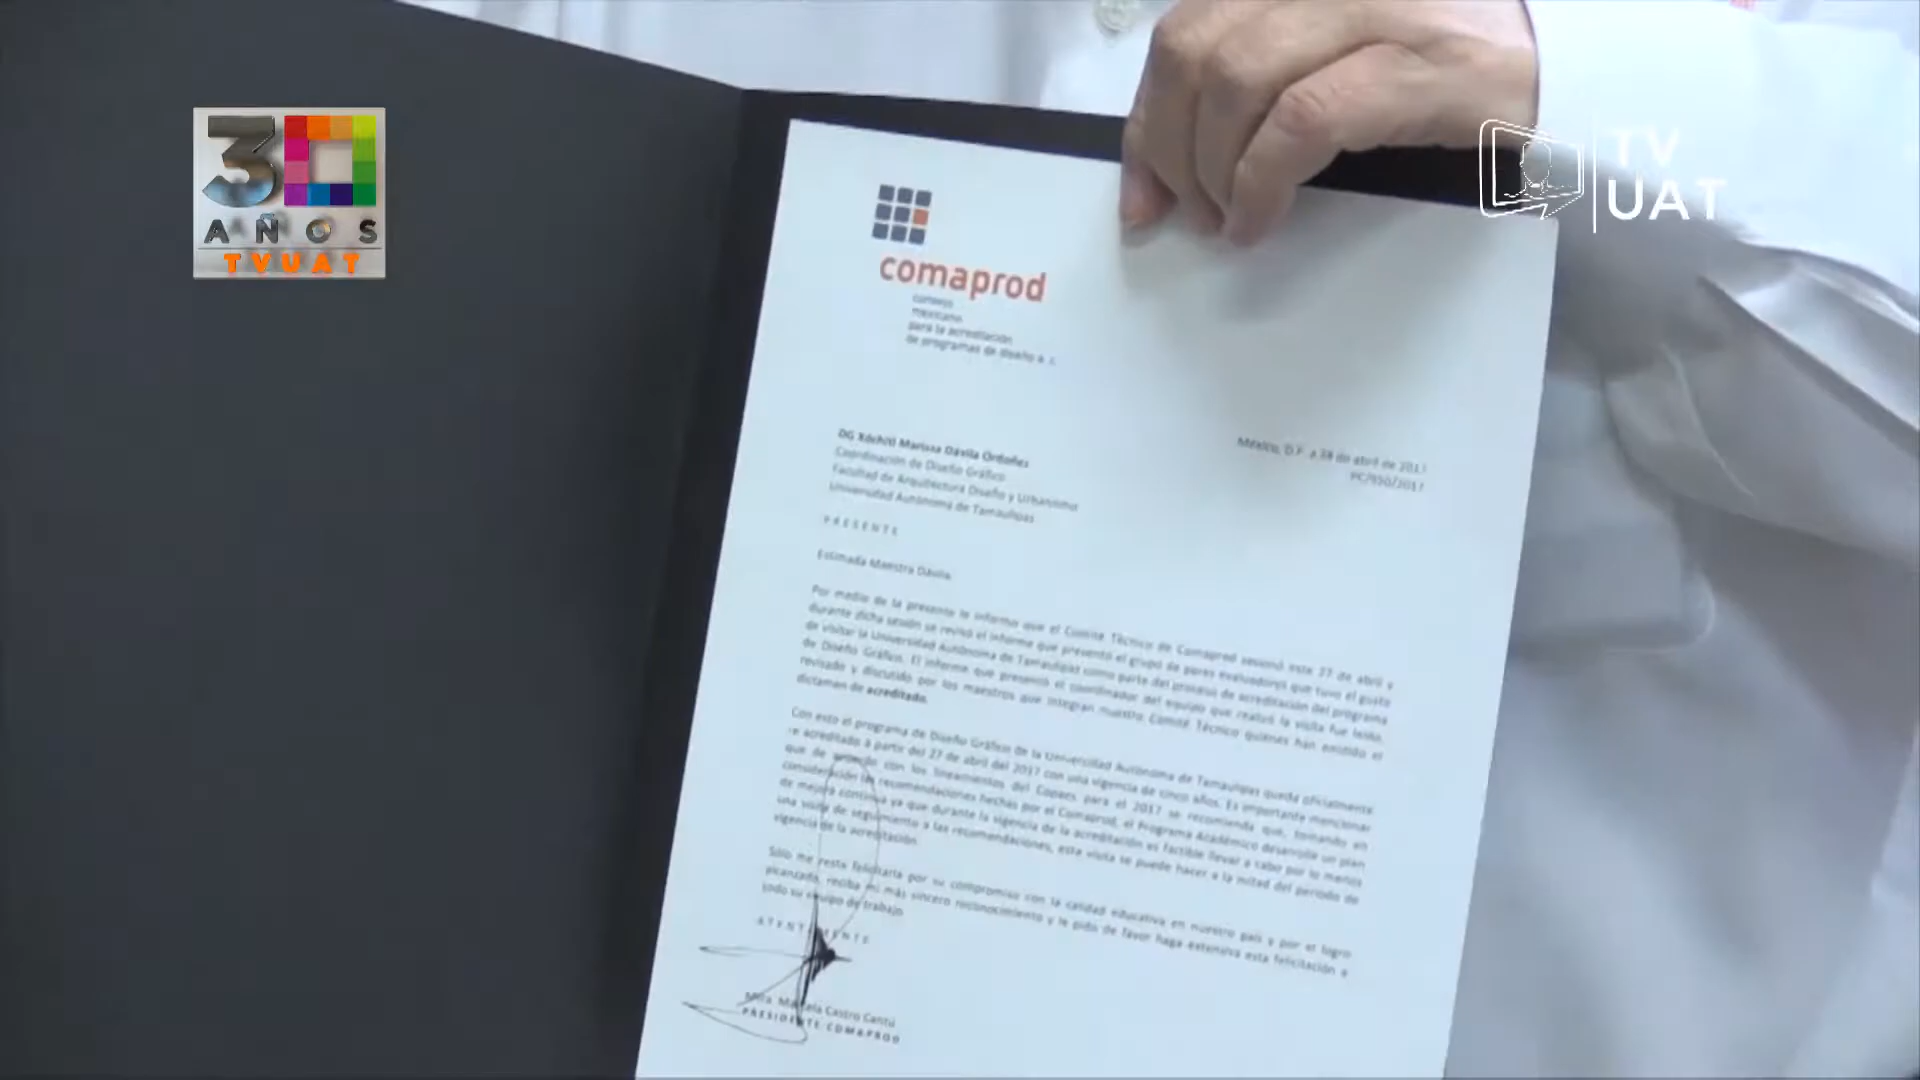 30
AÑOS
TVUAT
TV
UAT
comaprod
consejo
mexicano
para la acreditación
de programas de diseño a. c.
México, D.F. a 28 de abril de 2017
PC/950/2017
DG Xóchitl Marissa Dávila Ordoñez
Coordinación de Diseño Gráfico
Facultad de Arquitectura Diseño y Urbanismo
Universidad Autónoma de Tamaulipas
PRESENTE
Estimada Maestra Dávila,
Por medio de la presente le informo que el Comité Técnico de Comaprod sesionó este 27 de abril y
durante dicha sesión se revisó el informe que presentó el grupo de pares evaluadores que tuvo el gusto
de visitar la Universidad Autónoma de Tamaulipas como parte del proceso de acreditación del programa
de Diseño Gráfico. El informe que presentó el coordinador del equipo que realizó la visita fue leído,
revisado y discutido por los maestros que integran nuestro Comité Técnico quienes han emitido el
dictamen de acreditado.
Con esto el programa de Diseño Gráfico de la Universidad Autónoma de Tamaulipas queda oficialmente
re acreditado a partir del 27 de abril del 2017 con una vigencia de cinco años. Es importante mencionar
que de acuerdo con los lineamientos del Copaes para el 2017 se recomienda que, tomando en
consideración las recomendaciones hechas por el Comaprod, el Programa Académico desarrolle un plan
de mejora continua ya que durante la vigencia de la acreditación es factible llevar a cabo por lo menos
una visita de seguimiento a las recomendaciones, esta visita se puede hacer a la mitad del periodo de
vigencia de la acreditación.
Sólo me resta felicitarla por su compromiso con la calidad educativa en nuestro país y por el logro
alcanzado, reciba mi más sincero reconocimiento y le pido de favor haga extensiva esta felicitación a
todo su equipo de trabajo.
ATENTAMENTE
Mtra. Marcela Castro Cantú
PRESIDENTE COMAPROD